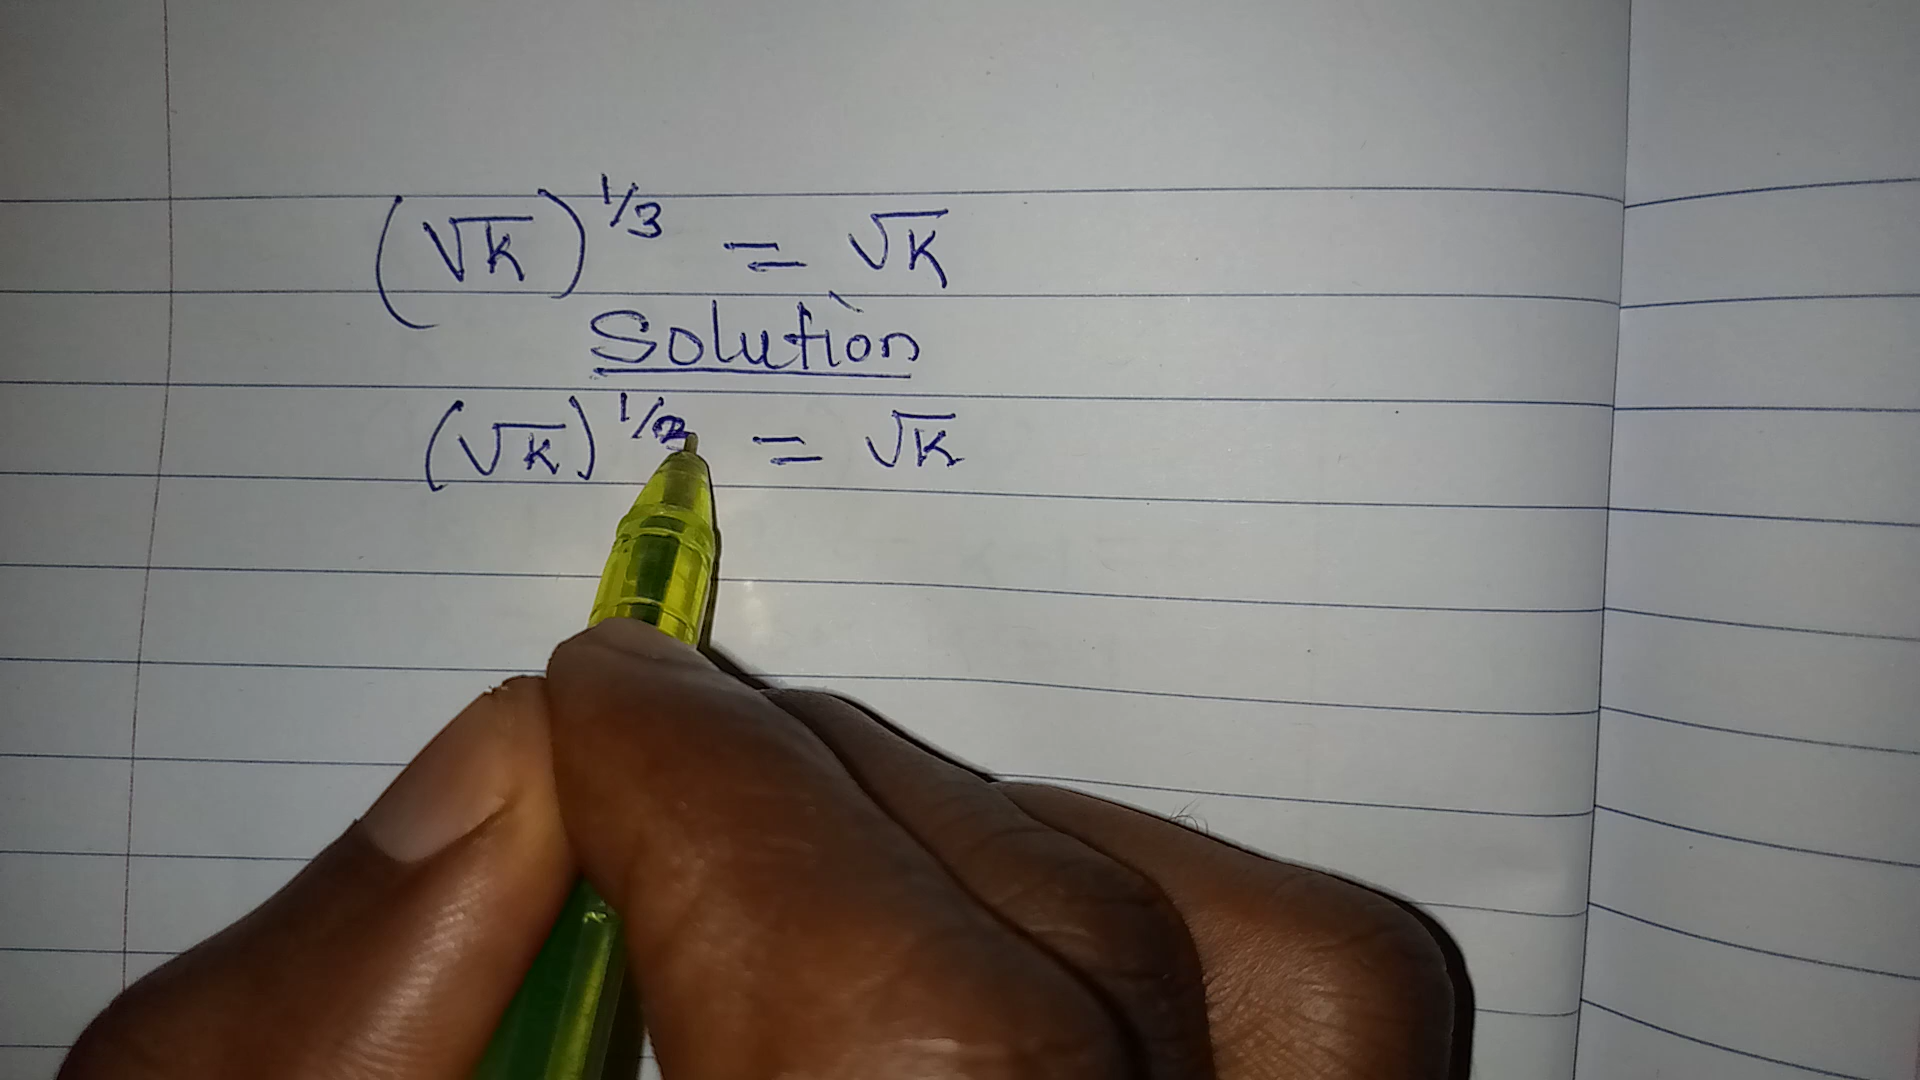 (√K)^1/3 = √K
Solution
(√K)^1/ = √K